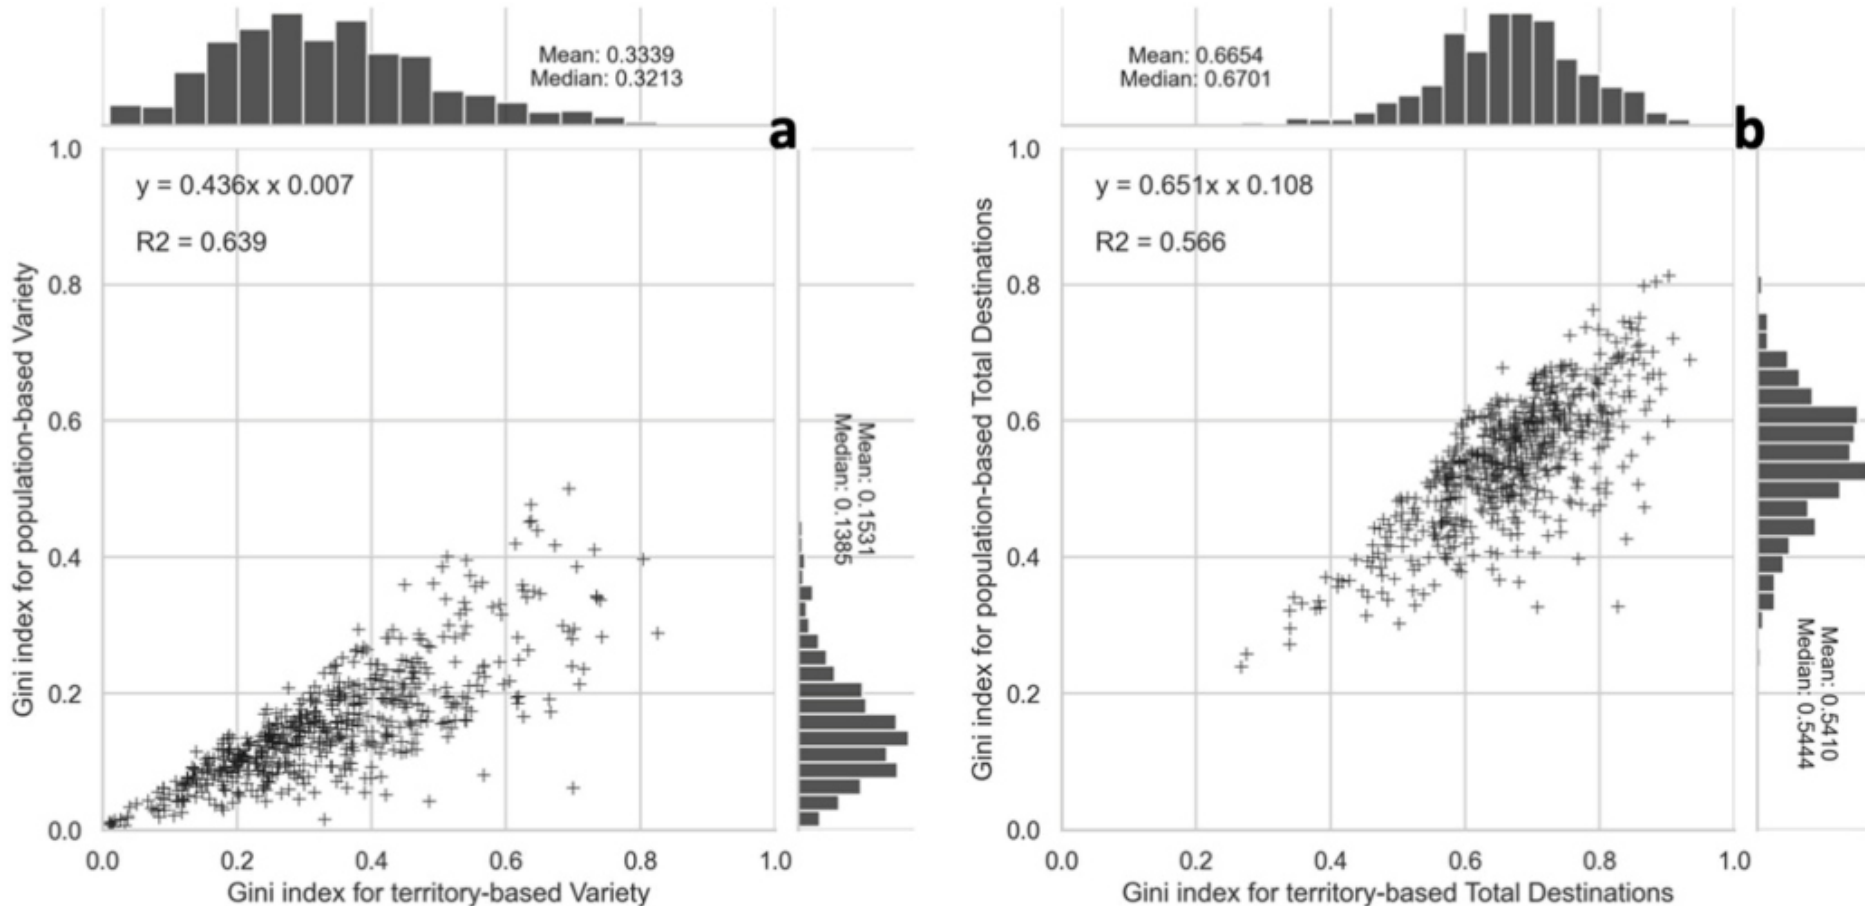 Mean: 0.3339
Median: 0.3213
a
1.0
y = 0.436x x 0.007
R2 = 0.639
0.8
0.6
0.4
0.2
0.0
Gini index for population-based Variety
Mean: 0.1531
Median: 0.1385
0.0 0.2 0.4 0.6 0.8 1.0
Gini index for territory-based Variety
Mean: 0.6654
Median: 0.6701
b
1.0
y = 0.651x x 0.108
R2 = 0.566
0.8
0.6
0.4
0.2
0.0
Gini index for population-based Total Destinations
Mean: 0.5410
Median: 0.5444
0.0 0.2 0.4 0.6 0.8 1.0
Gini index for territory-based Total Destinations